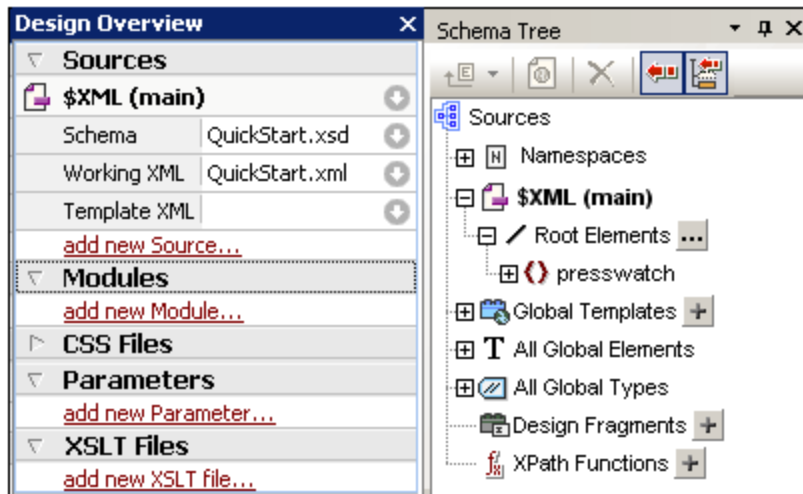 Design Overview
Sources
$XML (main)
Schema QuickStart.xsd
Working XML QuickStart.xml
Template XML
add new Source...
Modules
add new Module...
CSS Files
Parameters
add new Parameter...
XSLT Files
add new XSLT file...
Schema Tree
Sources
Namespaces
$XML (main)
Root Elements ...
presswatch
Global Templates +
All Global Elements
All Global Types
Design Fragments +
XPath Functions +